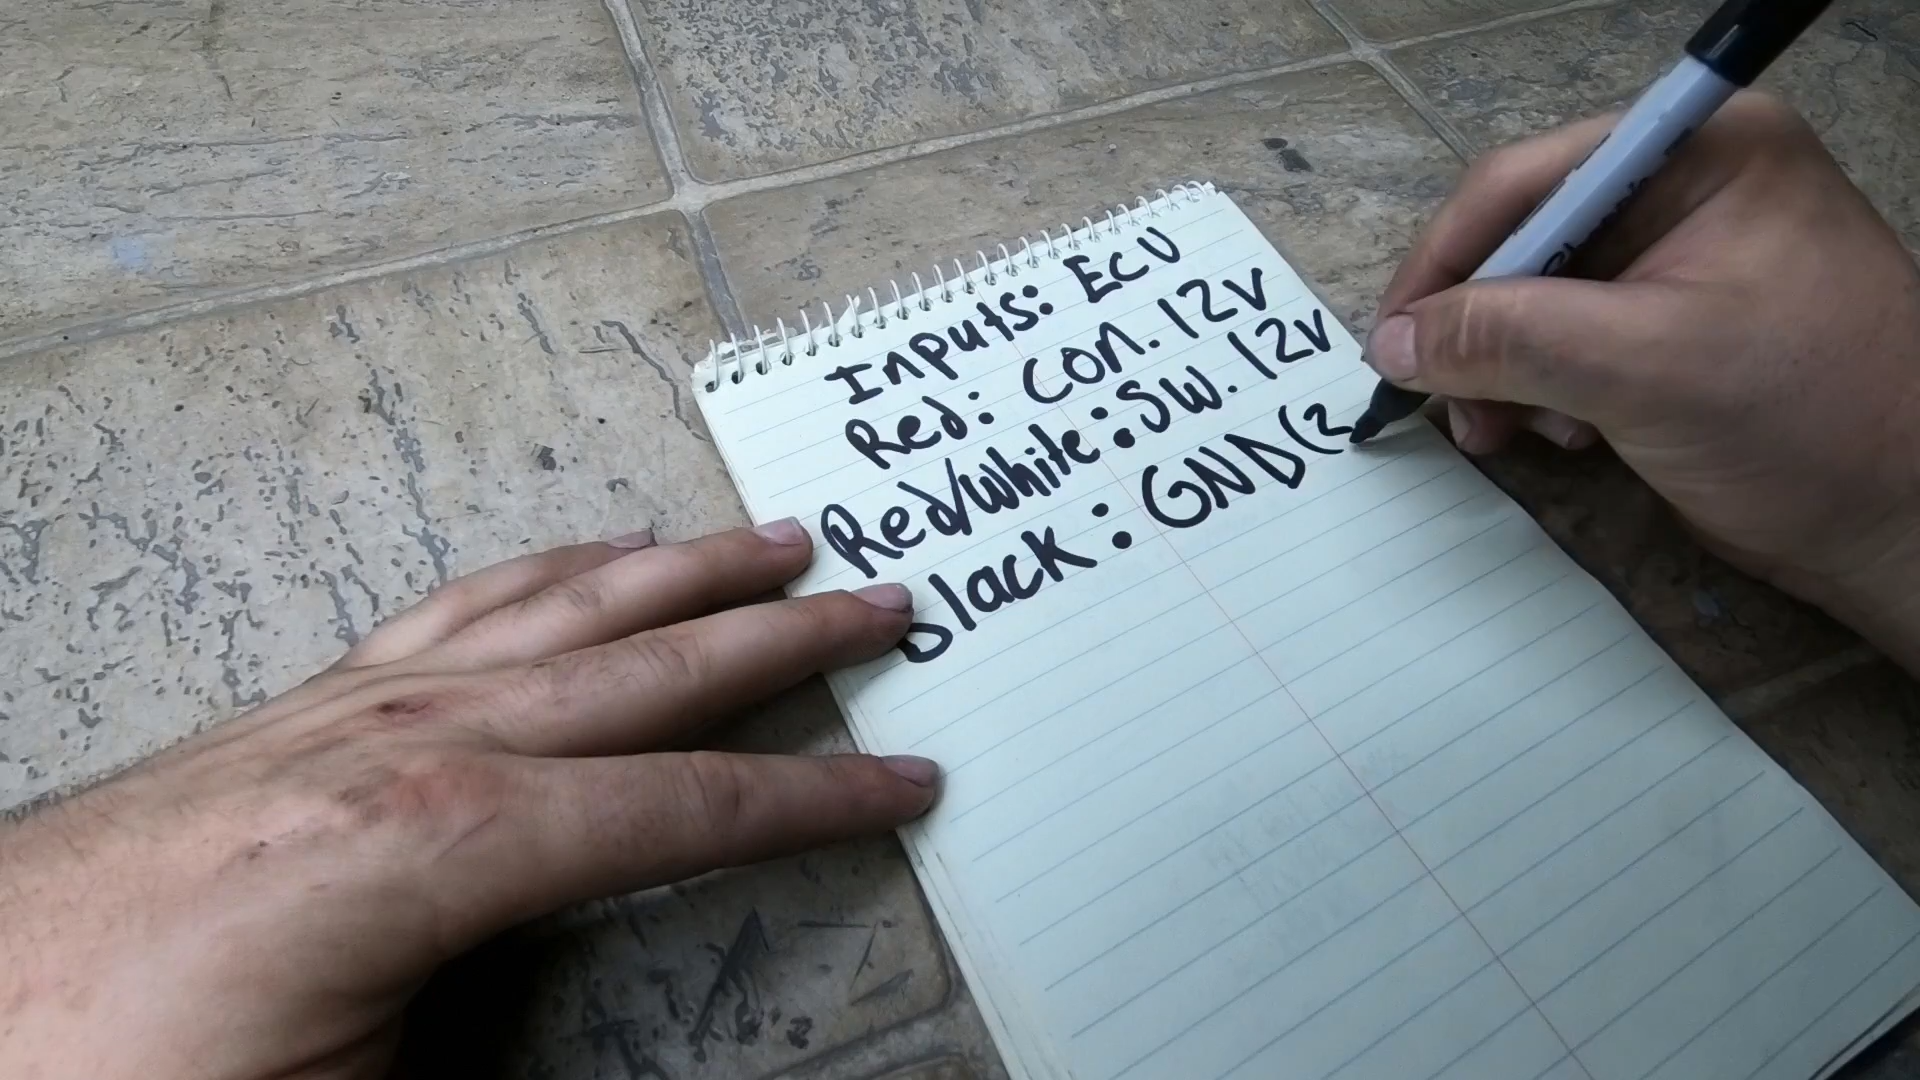 Inputs: ECU
Red: Con. 12v
Red/White: Sw. 12v
Black: GND(2